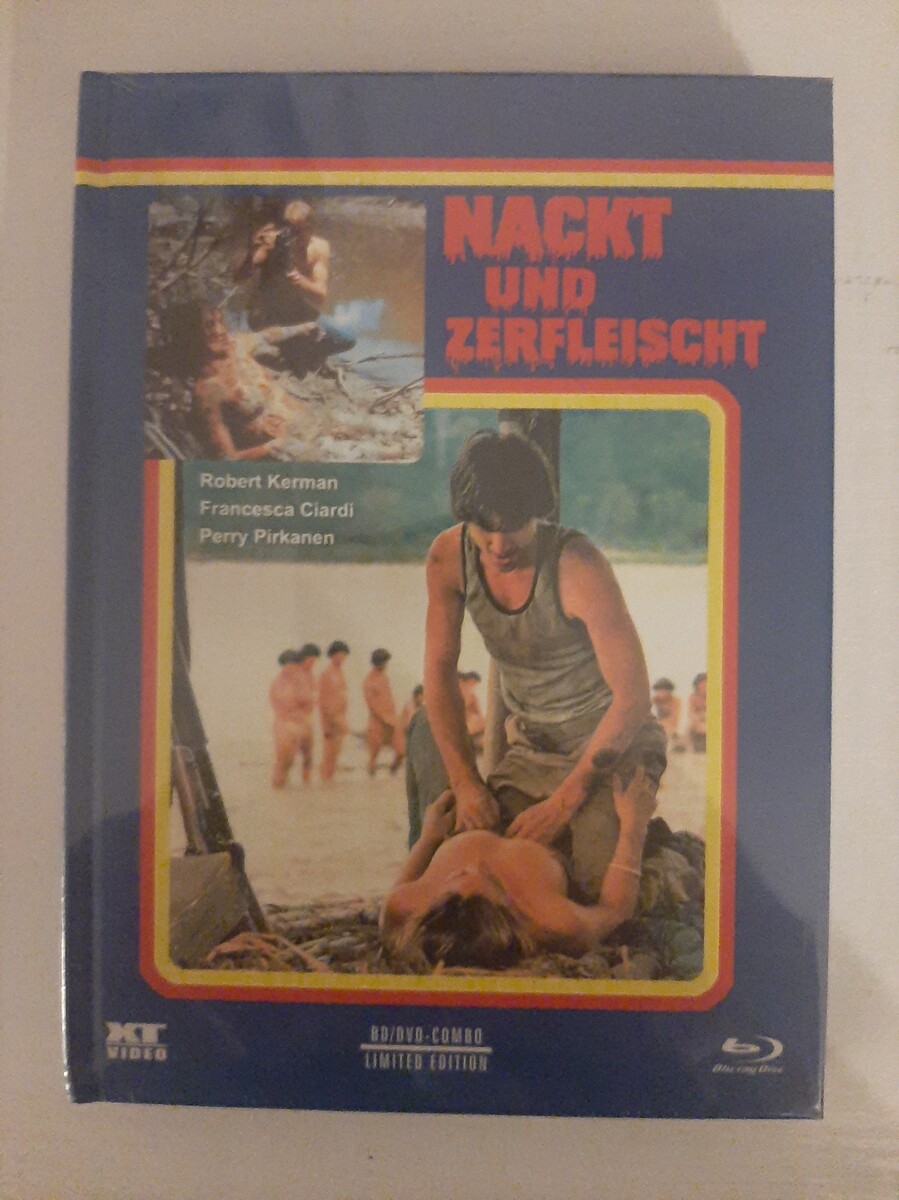 NACKT
UND
ZERFLEISCHT
Robert Kerman
Francesca Ciardi
Perry Pirkanen
XT
VIDEO
BD/DVD-COMBO
LIMITED EDITION
Blu-ray Disc